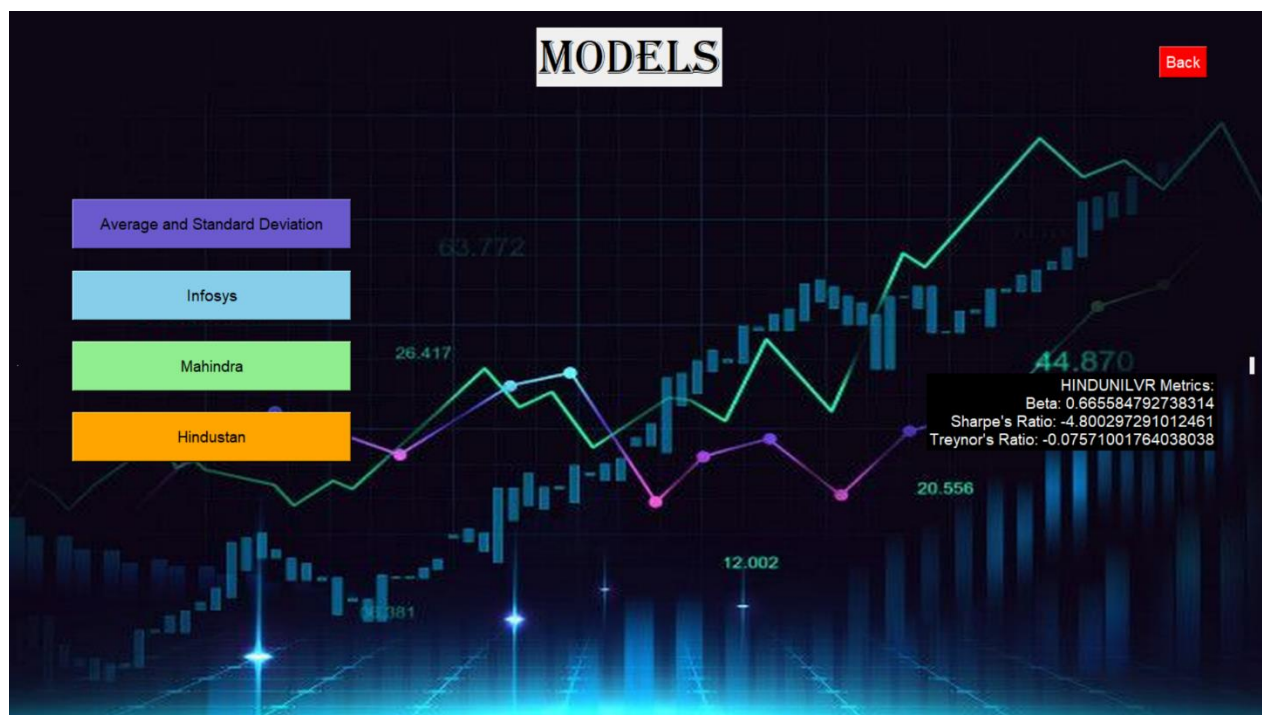 MODELS
Back
Average and Standard Deviation
63.772
Infosys
26.417
Mahindra
44.870
HINDUNILVR Metrics:
Beta: 0.665584792738314
Sharpe's Ratio: -4.800297291012461
Treynor's Ratio: -0.07571001764038038
Hindustan
20.556
12.002